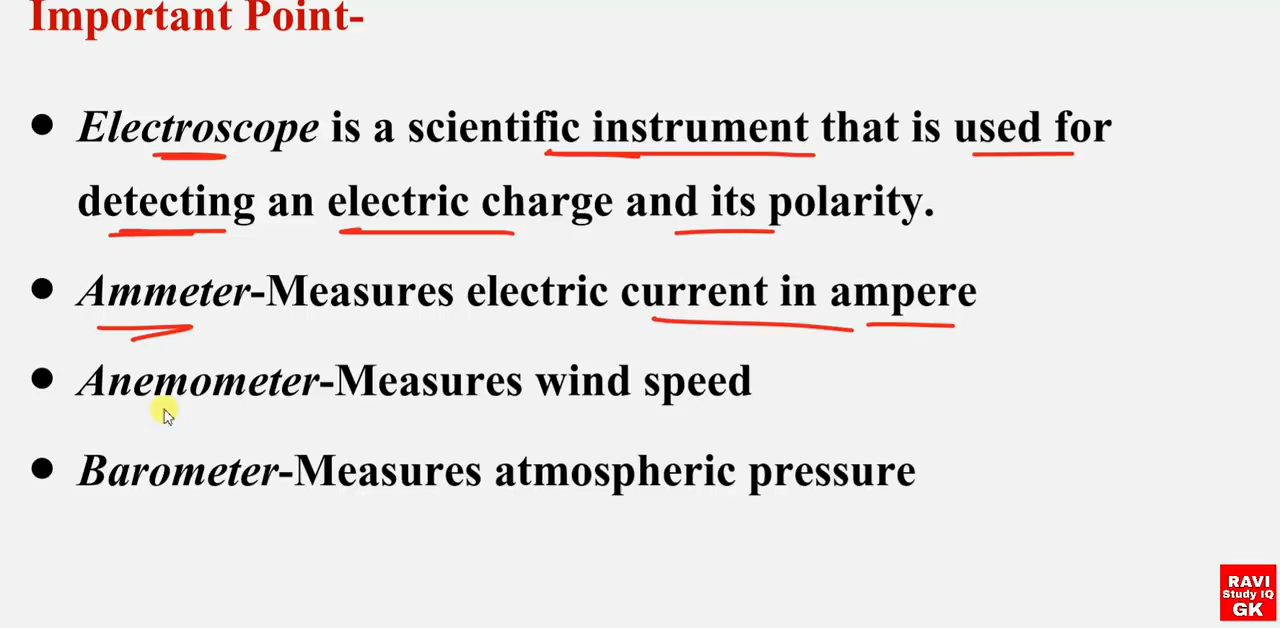 Important Point-
● Electroscope is a scientific instrument that is used for
detecting an electric charge and its polarity.
● Ammeter-Measures electric current in ampere
● Anemometer-Measures wind speed
● Barometer-Measures atmospheric pressure
RAVI
Study IQ
GK